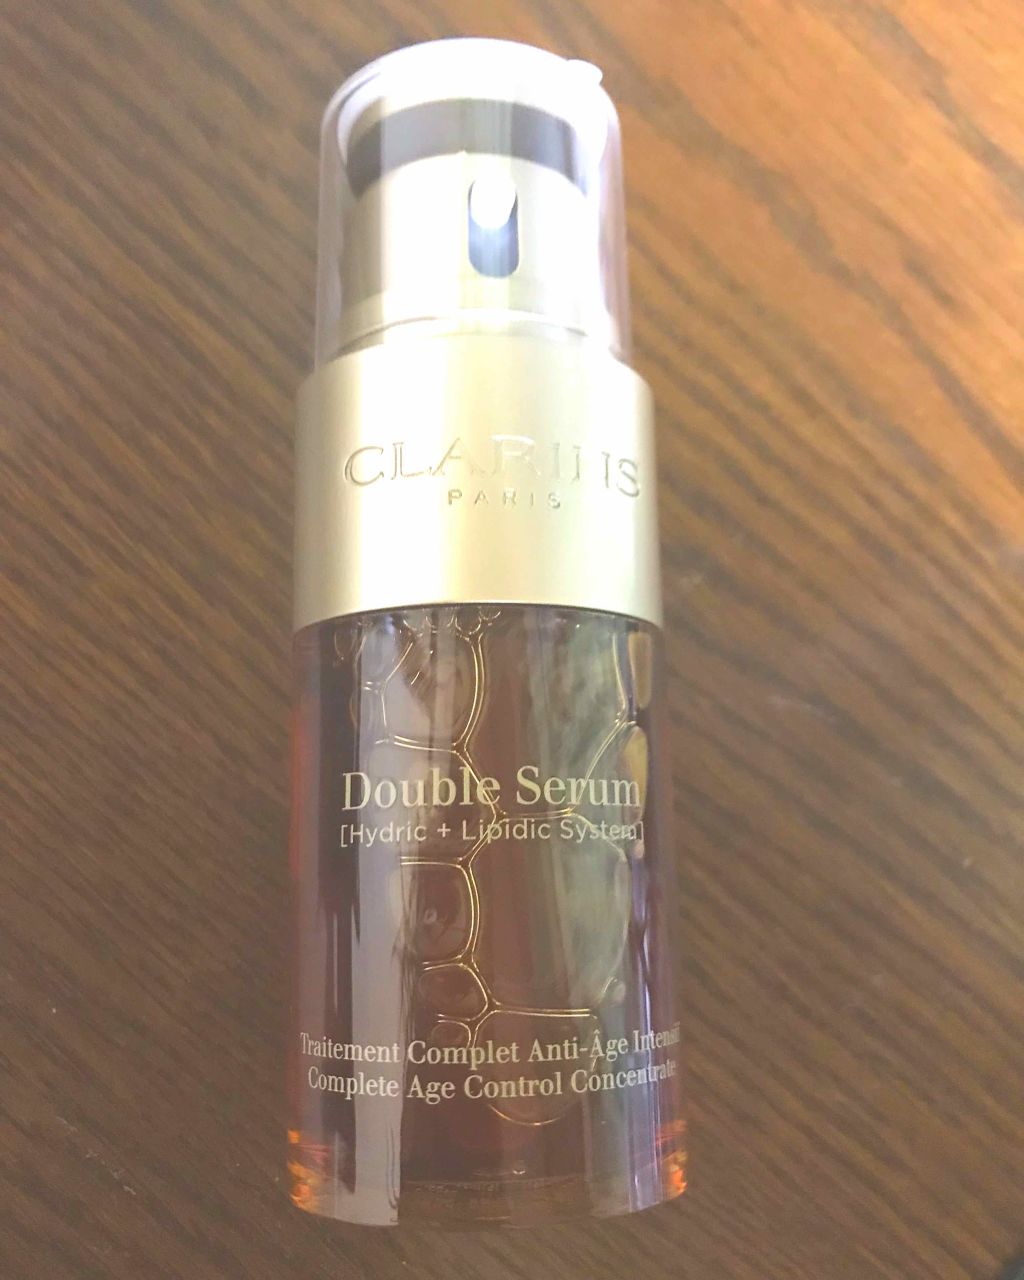 CLARINS
PARIS
Double Serum
[Hydric + Lipidic System]
Traitement Complet Anti-Âge Intensif
Complete Age Control Concentrate